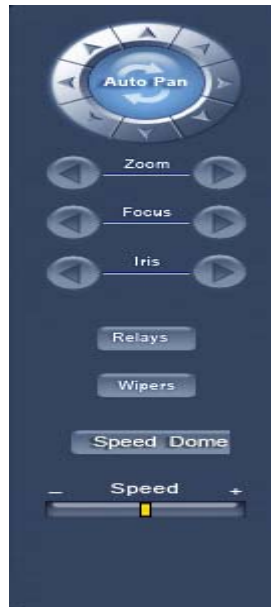 Auto Pan
Zoom
Focus
Iris
Relays
Wipers
Speed Dome
– Speed +